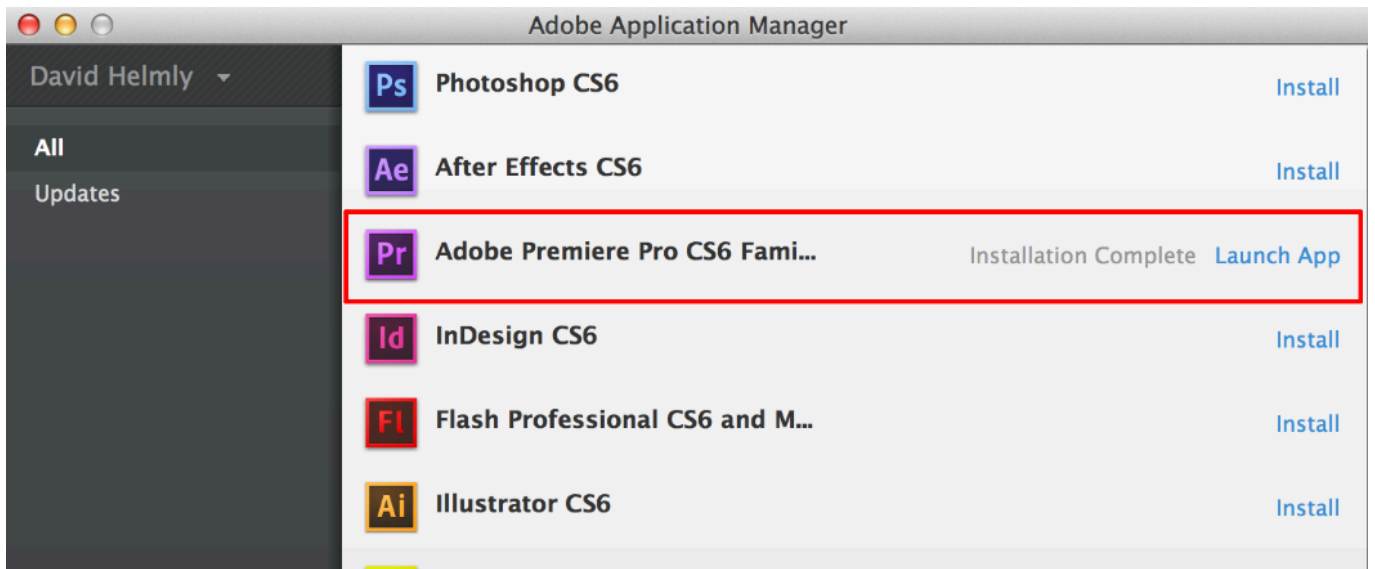 Adobe Application Manager
David Helmly
All
Updates
Ps Photoshop CS6 Install
Ae After Effects CS6 Install
Pr Adobe Premiere Pro CS6 Fami... Installation Complete Launch App
Id InDesign CS6 Install
Fl Flash Professional CS6 and M... Install
Ai Illustrator CS6 Install